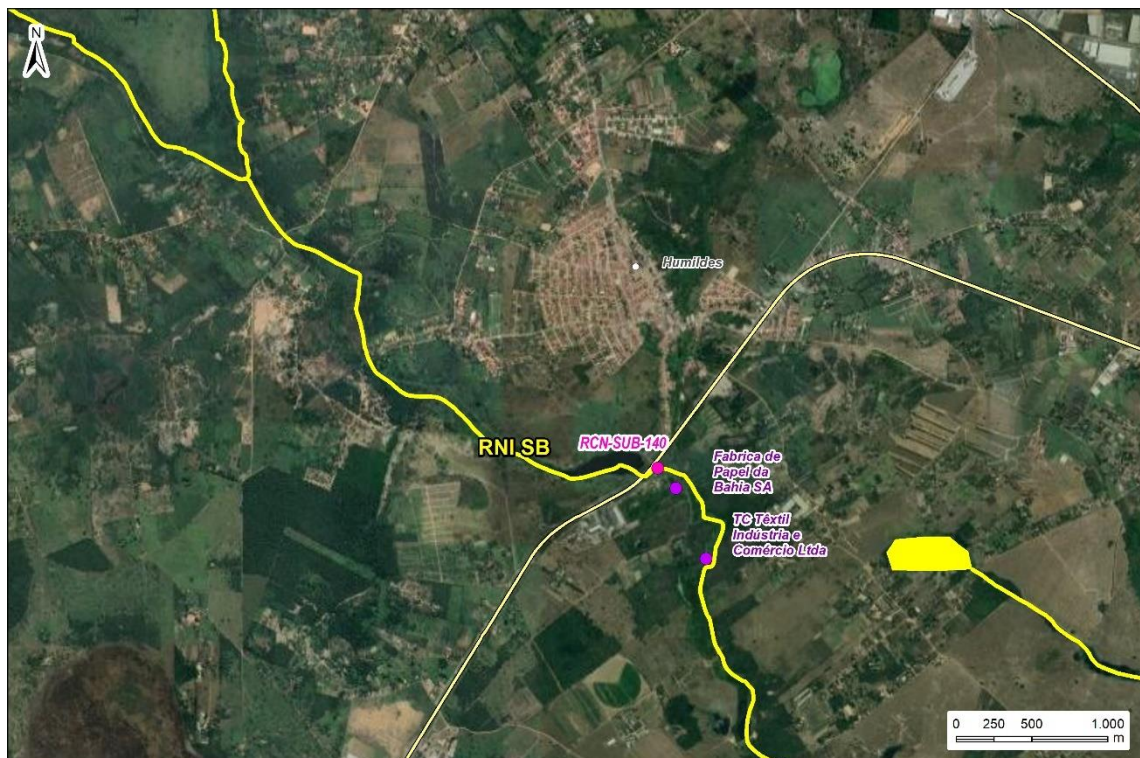 N
Humildes
RNI SB
RCN-SUB-140
Fabrica de
Papel da
Bahia SA
TC Têxtil
Indústria e
Comércio Ltda
0 250 500 1.000
m